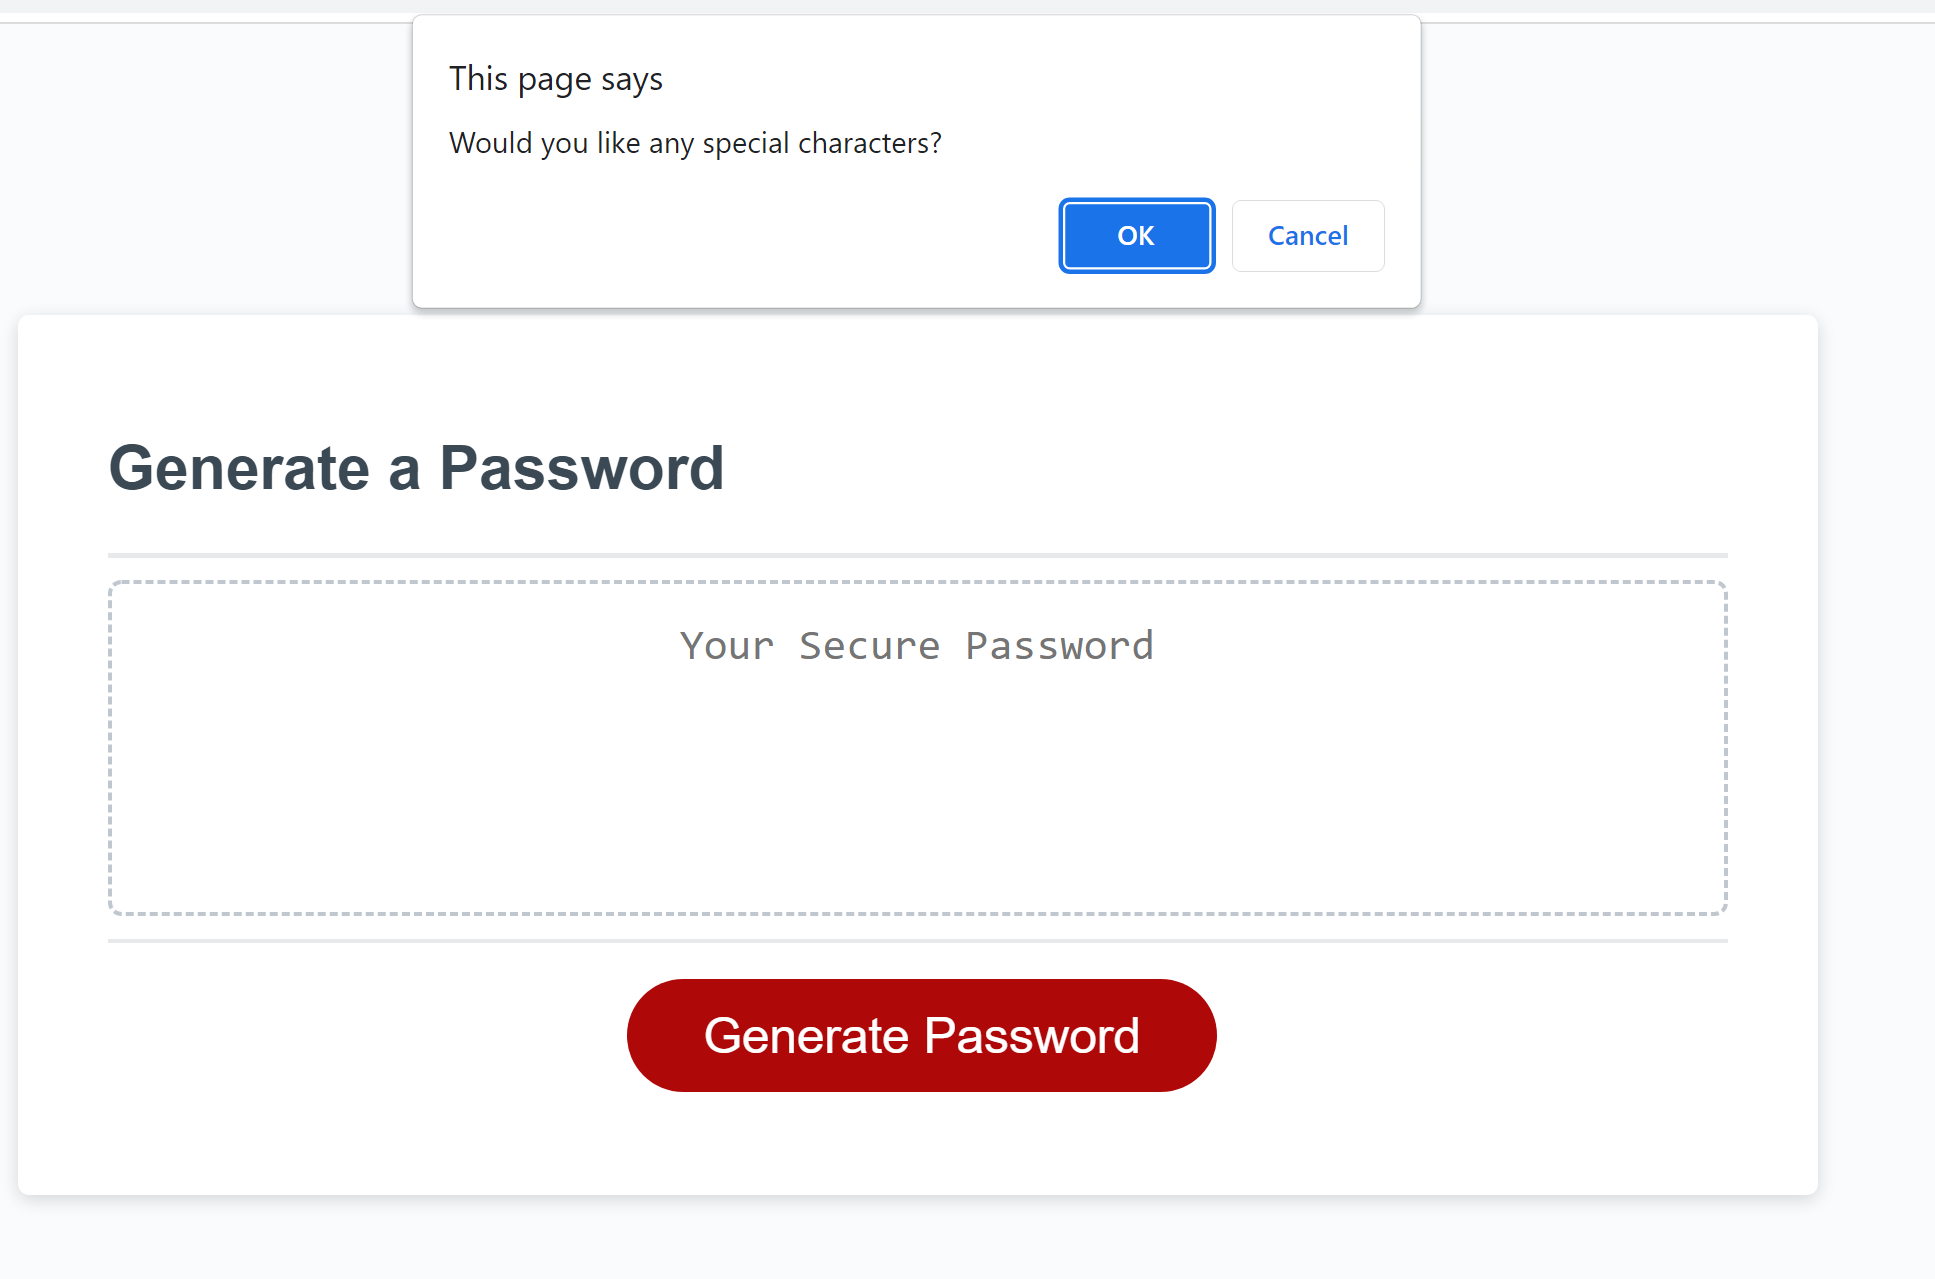 This page says
Would you like any special characters?
OK
Cancel
Generate a Password
Your Secure Password
Generate Password